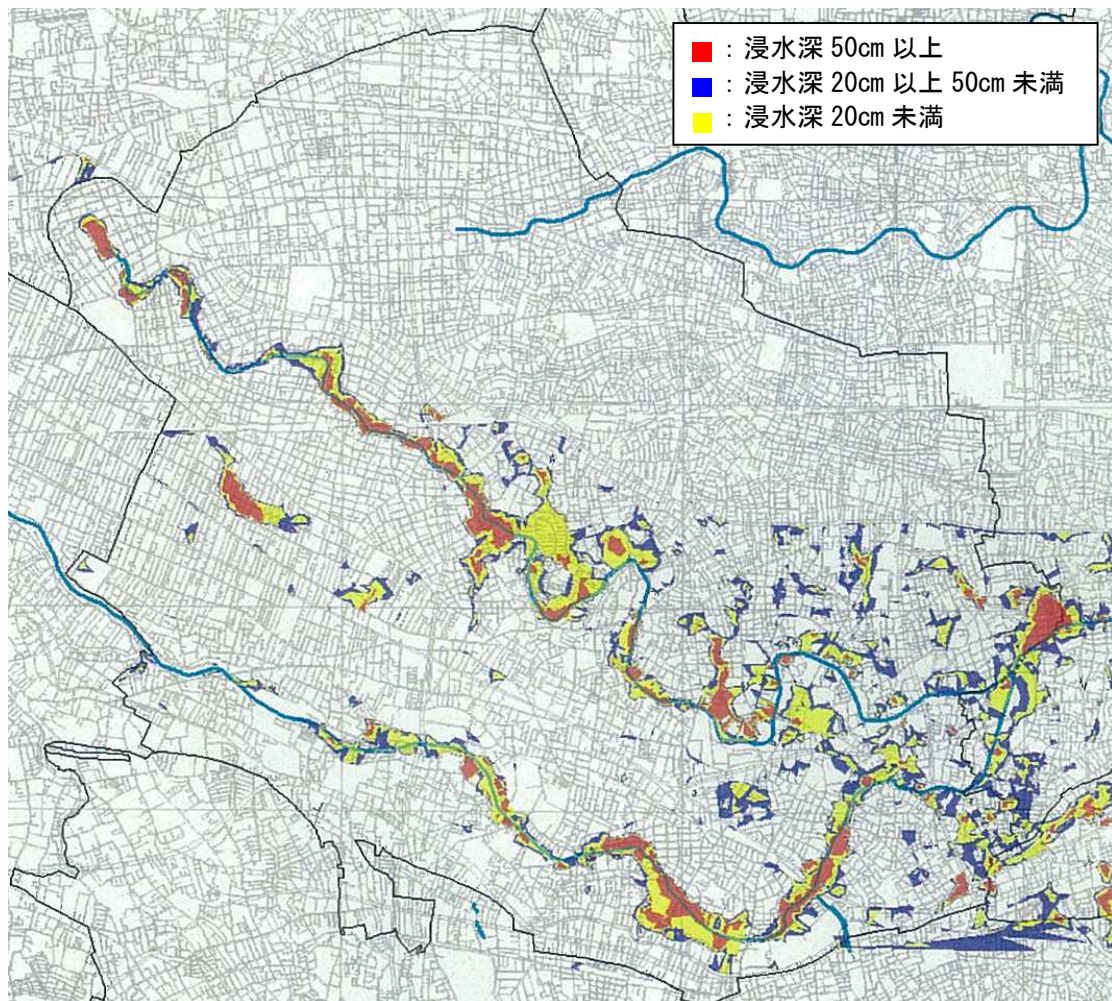 ■ : 浸水深 50cm 以上
■ : 浸水深 20cm 以上 50cm 未満
■ : 浸水深 20cm 未満